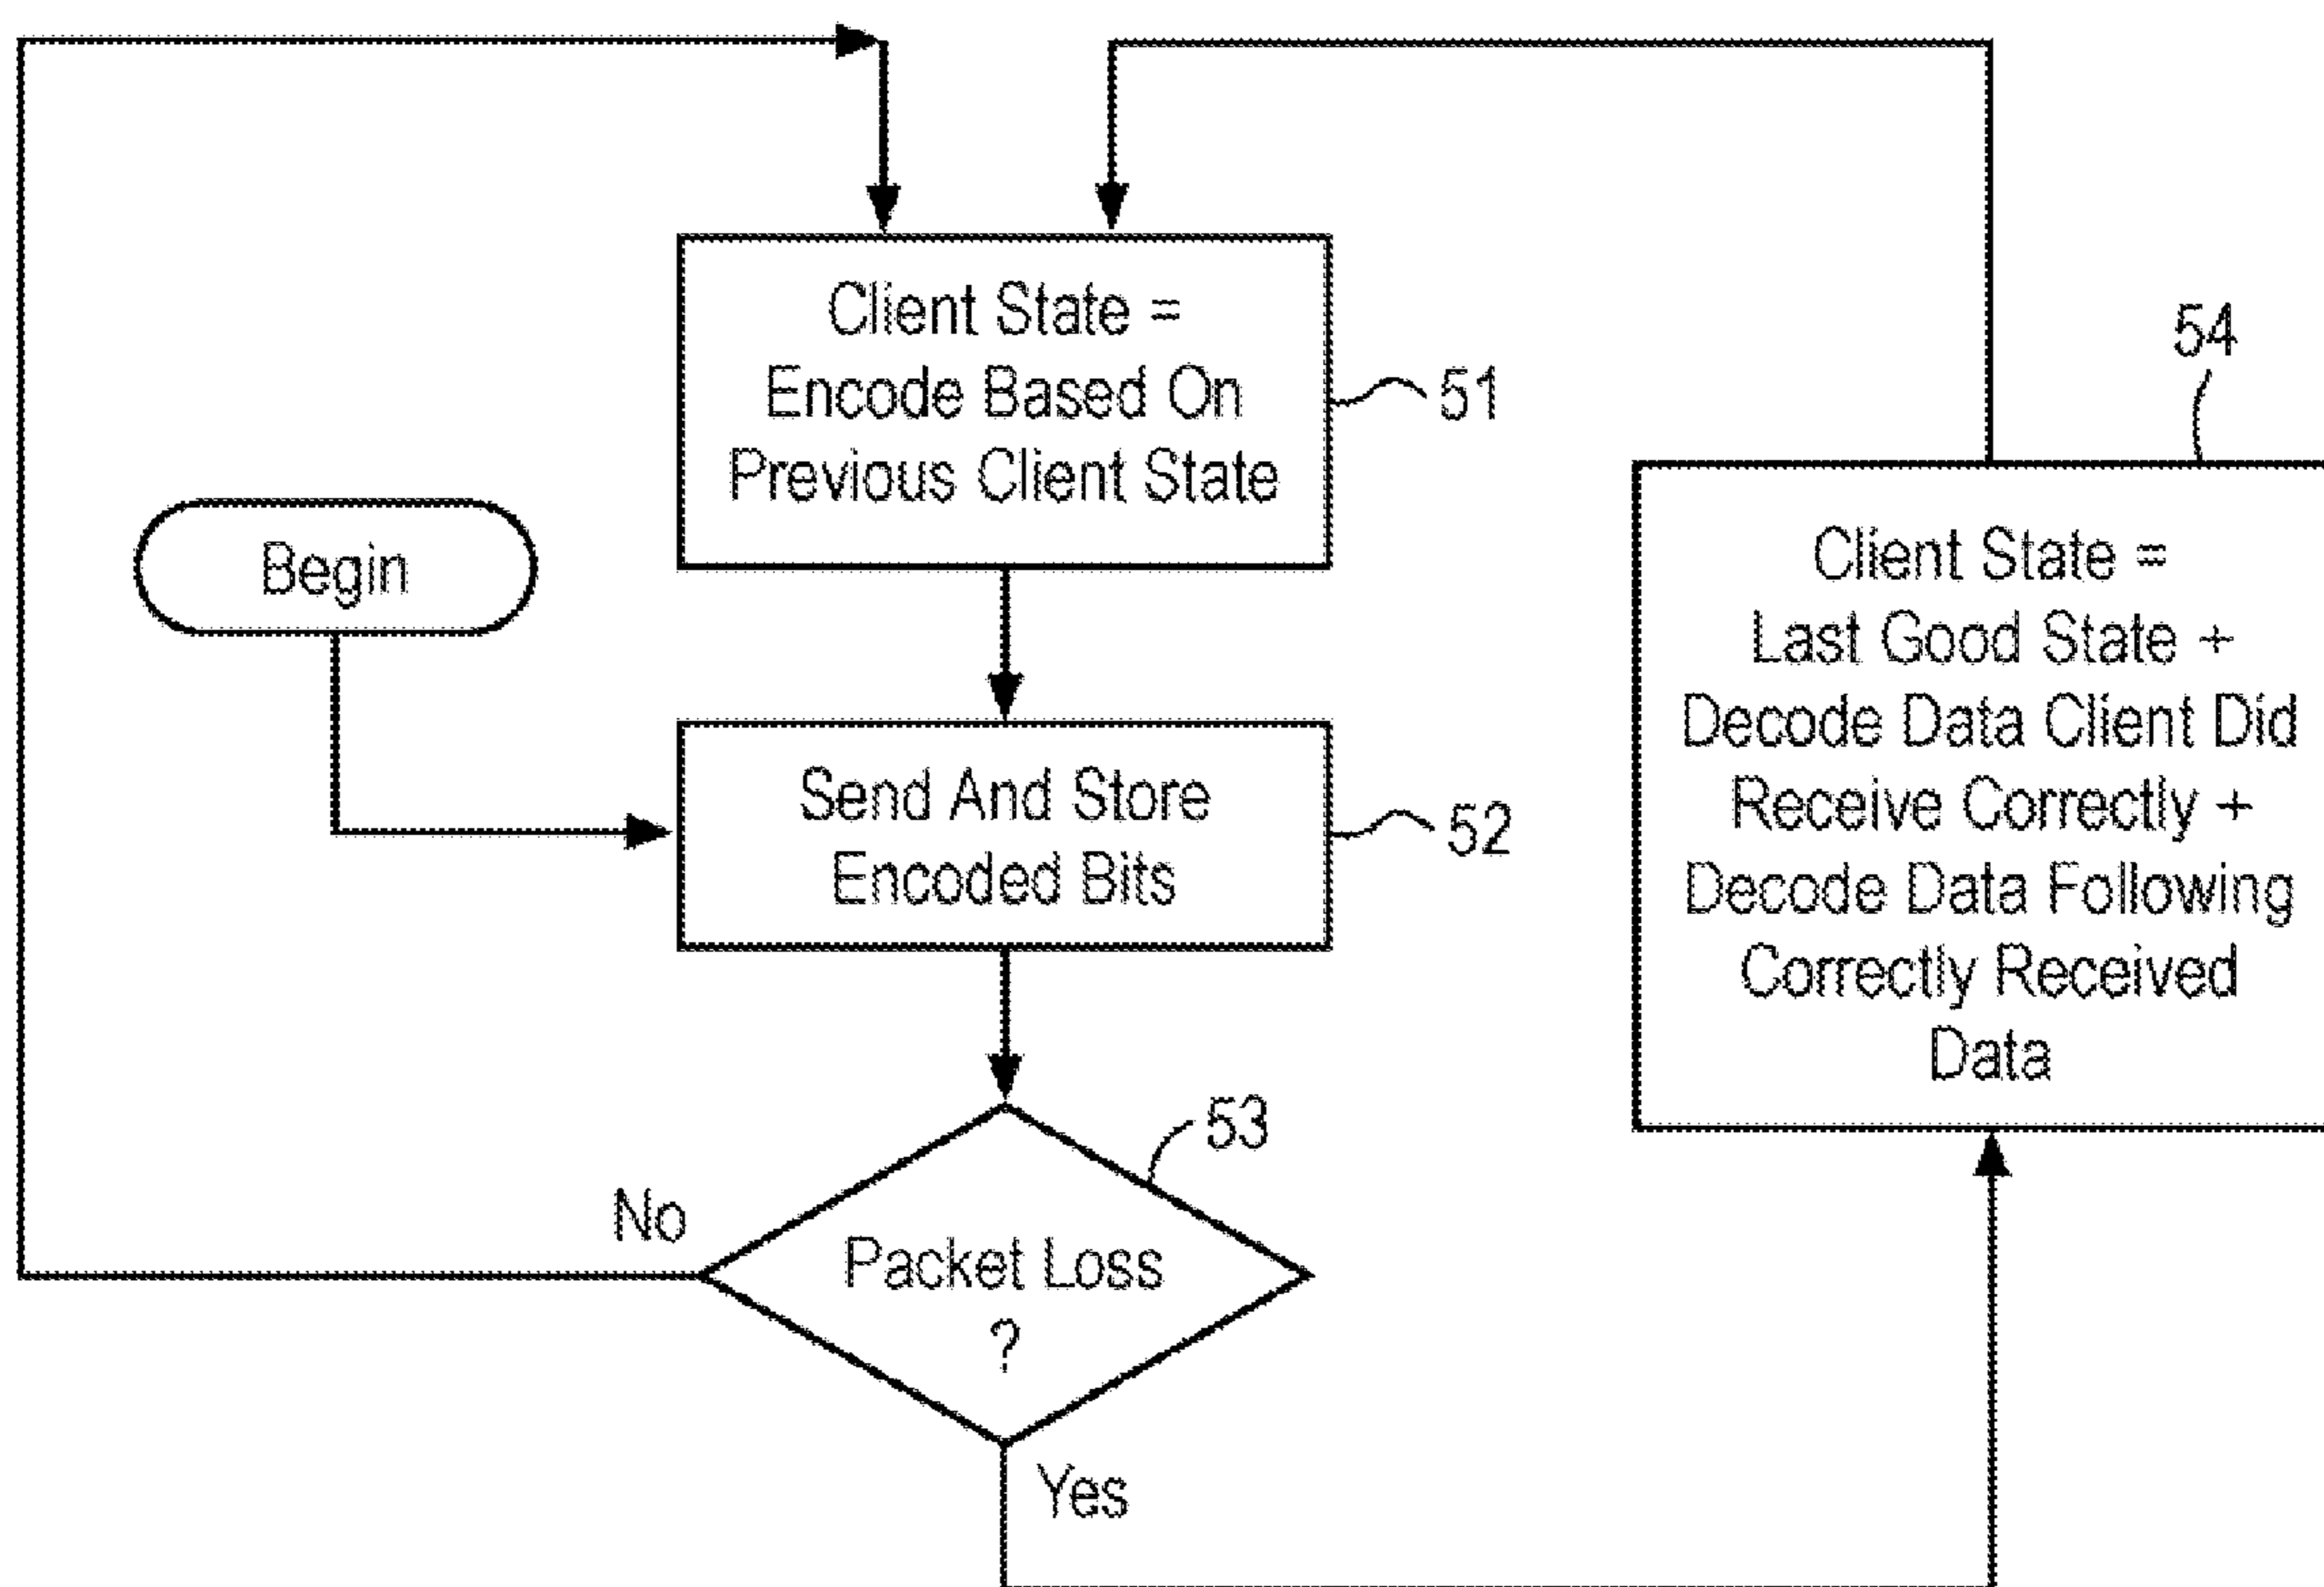 Client State =
Encode Based On
Previous Client State
51
54
Begin
Client State =
Last Good State +
Decode Data Client Did
Receive Correctly +
Decode Data Following
Correctly Received
Data
Send And Store
Encoded Bits
52
53
No
Packet Loss
?
Yes